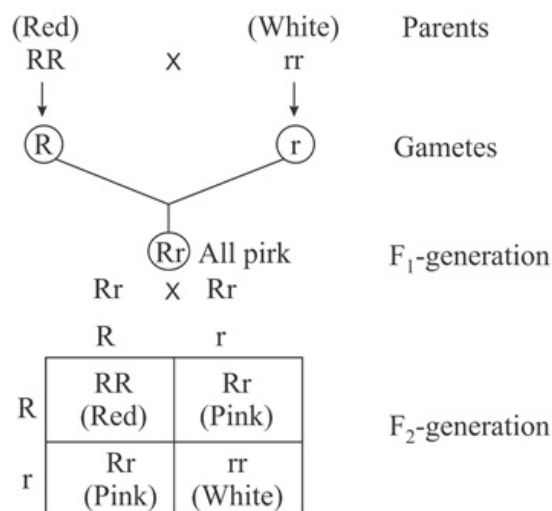 (Red) (White) Parents
RR X rr
R r Gametes
Rr All pirk F₁-generation
Rr X Rr
R r
R RR Rr
(Red) (Pink) F₂-generation
r Rr rr
(Pink) (White)